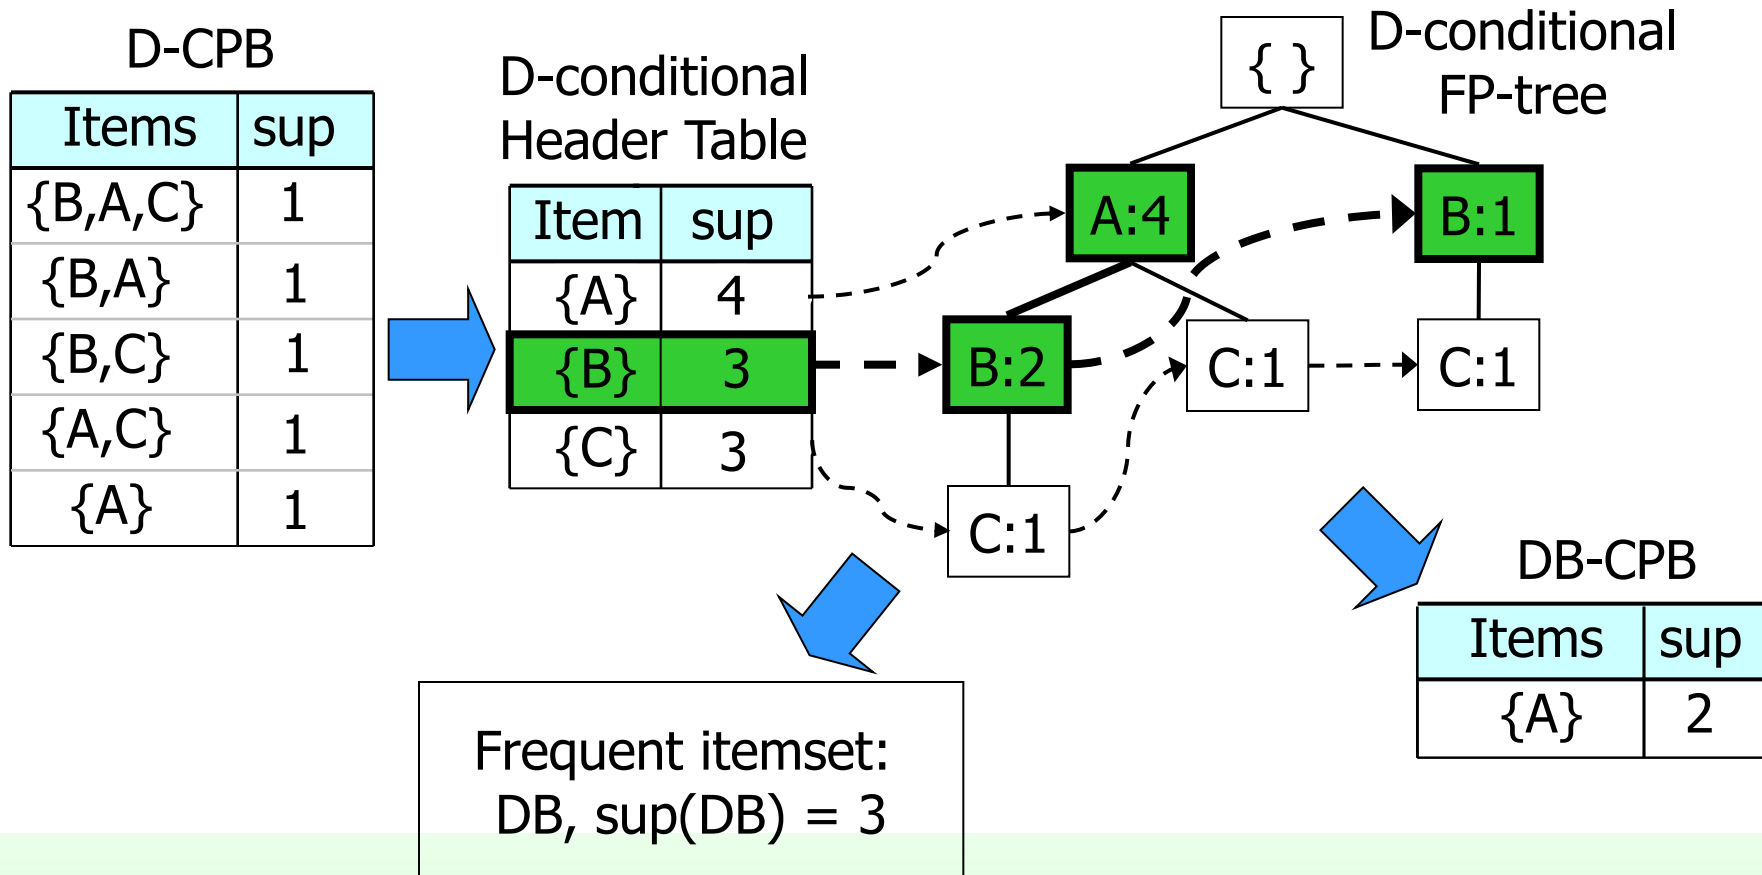 D-CPB
Items sup
{B,A,C} 1
{B,A} 1
{B,C} 1
{A,C} 1
{A} 1
D-conditional
Header Table
Item sup
{A} 4
{B} 3
{C} 3
D-conditional
FP-tree
{ }
A:4 B:1
B:2 C:1 C:1
C:1
DB-CPB
Items sup
{A} 2
Frequent itemset:
DB, sup(DB) = 3